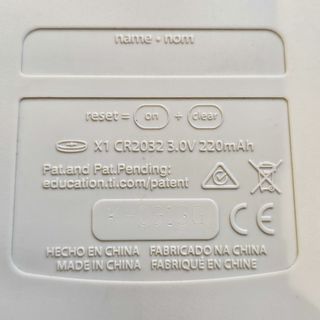 name • nom
reset = on + clear
X1 CR2032 3.0V 220mAh
Pat.and Pat.Pending:
education.ti.com/patent
CE
HECHO EN CHINA FABRICADO NA CHINA
MADE IN CHINA FABRIQUÉ EN CHINE